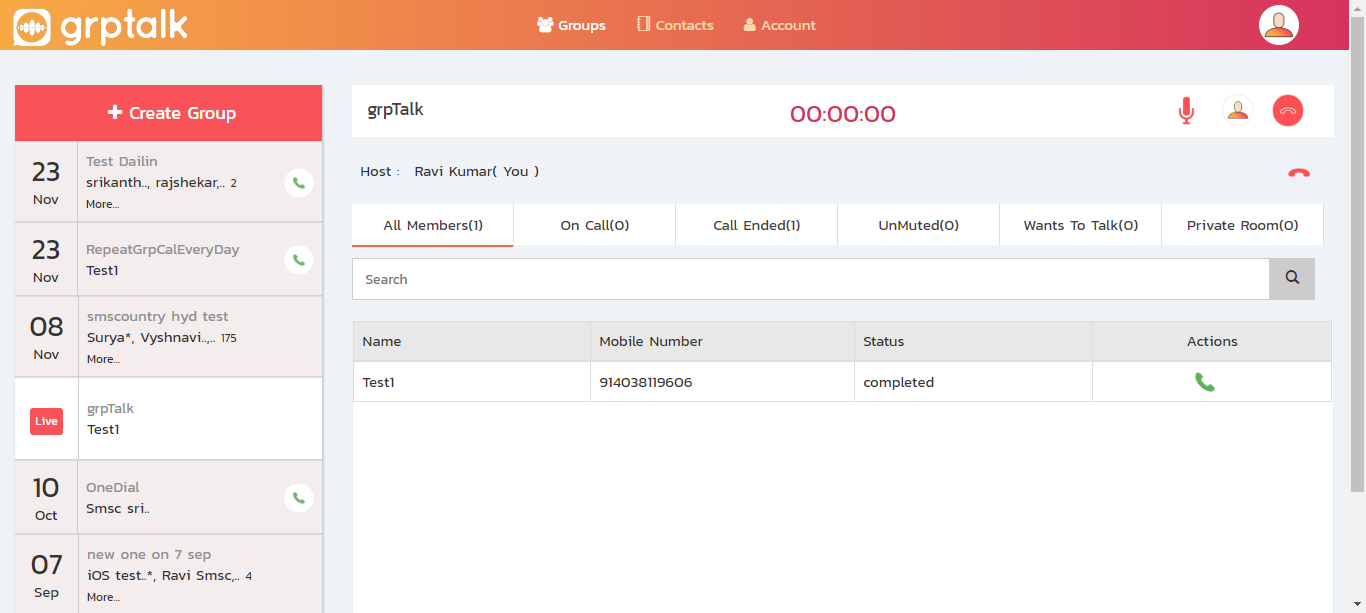 grptalk
Groups Contacts Account
Create Group
23 Nov
Test Dailin
srikanth.., rajshekar,.. 2
More...
23 Nov
RepeatGrpCalEveryDay
Test1
08 Nov
smscountry hyd test
Surya*, Vyshnavi..,.. 175
More...
Live
grpTalk
Test1
10 Oct
OneDial
Smsc sri..
07 Sep
new one on 7 sep
iOS test..*, Ravi Smsc,.. 4
More...
grpTalk 00:00:00
Host : Ravi Kumar( You )
All Members(1) On Call(0) Call Ended(1) UnMuted(0) Wants To Talk(0) Private Room(0)
Search
Name Mobile Number Status Actions
Test1 914038119606 completed